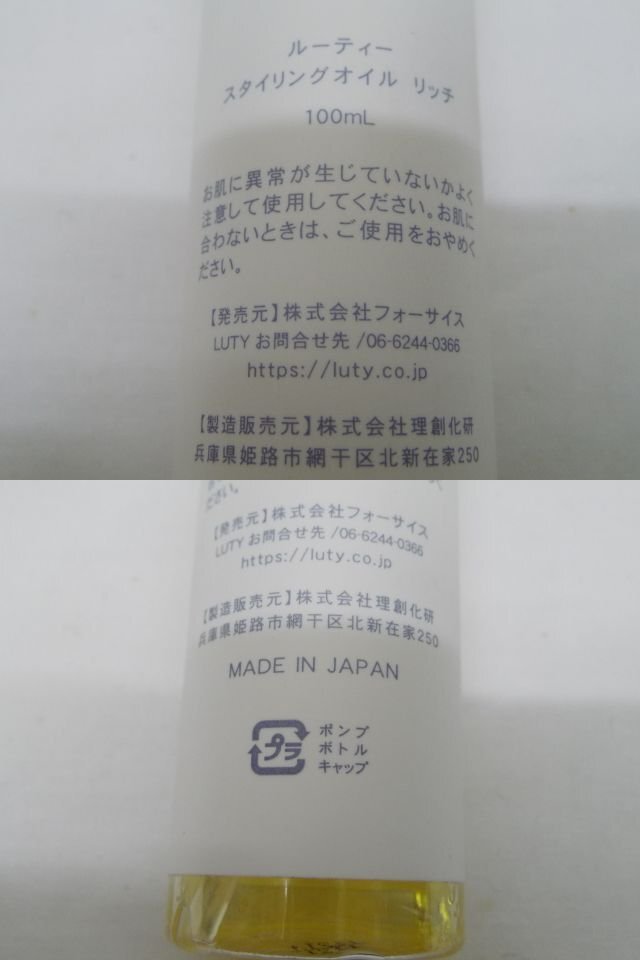 ルーティー
スタイリングオイル リッチ
100mL
お肌に異常が生じていないかよく
注意して使用してください。お肌に
合わないときは、ご使用をおやめく
ださい。
【発売元】株式会社フォーサイス
LUTY お問合せ先 /06-6244-0366
https://luty.co.jp
【製造販売元】株式会社理創化研
兵庫県姫路市網干区北新在家250
ださい。
【発売元】株式会社フォーサイス
LUTY お問合せ先 /06-6244-0366
https://luty.co.jp
【製造販売元】株式会社理創化研
兵庫県姫路市網干区北新在家250
MADE IN JAPAN
プラ
ポンプ
ボトル
キャップ